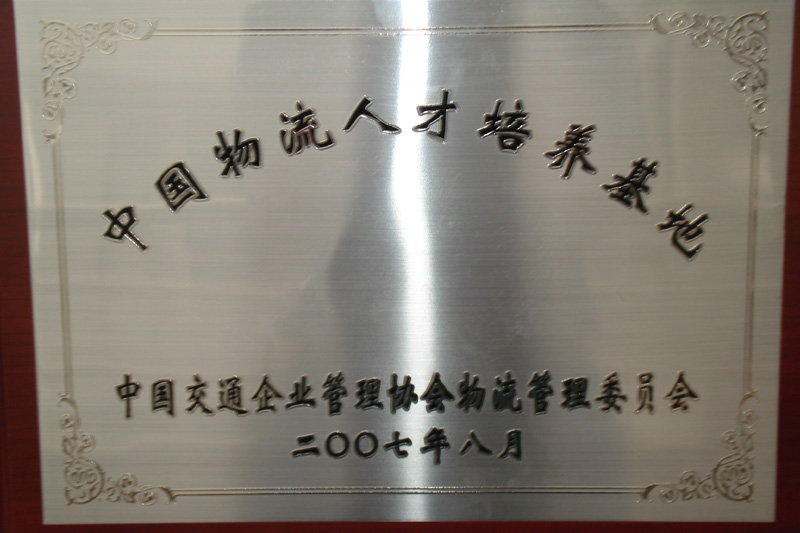 中国物流人才培养基地
中国交通企业管理协会物流管理委员会
二〇〇七年八月